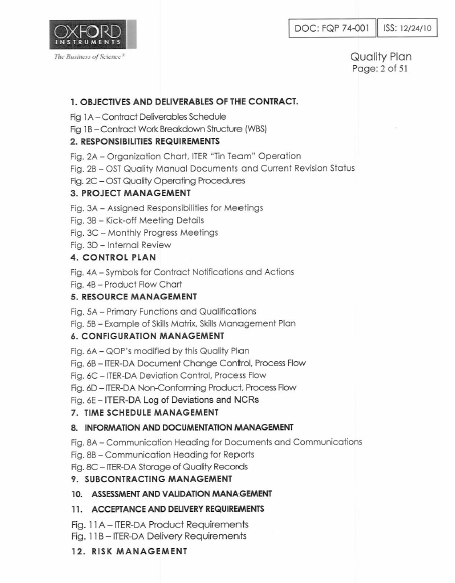 OXFORD
INSTRUMENTS
The Business of Science®
DOC: FQP 74-001
ISS: 12/24/10
Quality Plan
Page: 2 of 51
1. OBJECTIVES AND DELIVERABLES OF THE CONTRACT.
Fig 1A – Contract Deliverables Schedule
Fig 1B – Contract Work Breakdown Structure (WBS)
2. RESPONSIBILITIES REQUIREMENTS
Fig. 2A – Organization Chart, ITER "Tin Team" Operation
Fig. 2B – OST Quality Manual Documents and Current Revision Status
Fig. 2C – OST Quality Operating Procedures
3. PROJECT MANAGEMENT
Fig. 3A – Assigned Responsibilities for Meetings
Fig. 3B – Kick-off Meeting Details
Fig. 3C – Monthly Progress Meetings
Fig. 3D – Internal Review
4. CONTROL PLAN
Fig. 4A – Symbols for Contract Notifications and Actions
Fig. 4B – Product Flow Chart
5. RESOURCE MANAGEMENT
Fig. 5A – Primary Functions and Qualifications
Fig. 5B – Example of Skills Matrix, Skills Management Plan
6. CONFIGURATION MANAGEMENT
Fig. 6A – QOP's modified by this Quality Plan
Fig. 6B – ITER-DA Document Change Control, Process Flow
Fig. 6C – ITER-DA Deviation Control, Process Flow
Fig. 6D – ITER-DA Non-Conforming Product, Process Flow
Fig. 6E – ITER-DA Log of Deviations and NCRs
7. TIME SCHEDULE MANAGEMENT
8. INFORMATION AND DOCUMENTATION MANAGEMENT
Fig. 8A – Communication Heading for Documents and Communications
Fig. 8B – Communication Heading for Reports
Fig. 8C – ITER-DA Storage of Quality Records
9. SUBCONTRACTING MANAGEMENT
10. ASSESSMENT AND VALIDATION MANAGEMENT
11. ACCEPTANCE AND DELIVERY REQUIREMENTS
Fig. 11A – ITER-DA Product Requirements
Fig. 11B – ITER-DA Delivery Requirements
12. RISK MANAGEMENT